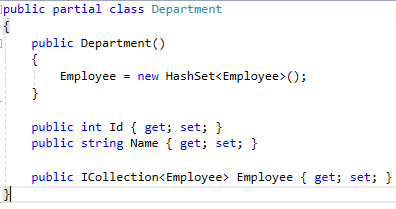 public partial class Department
{
    public Department()
    {
        Employee = new HashSet<Employee>();
    }

    public int Id { get; set; }
    public string Name { get; set; }

    public ICollection<Employee> Employee { get; set; }
}